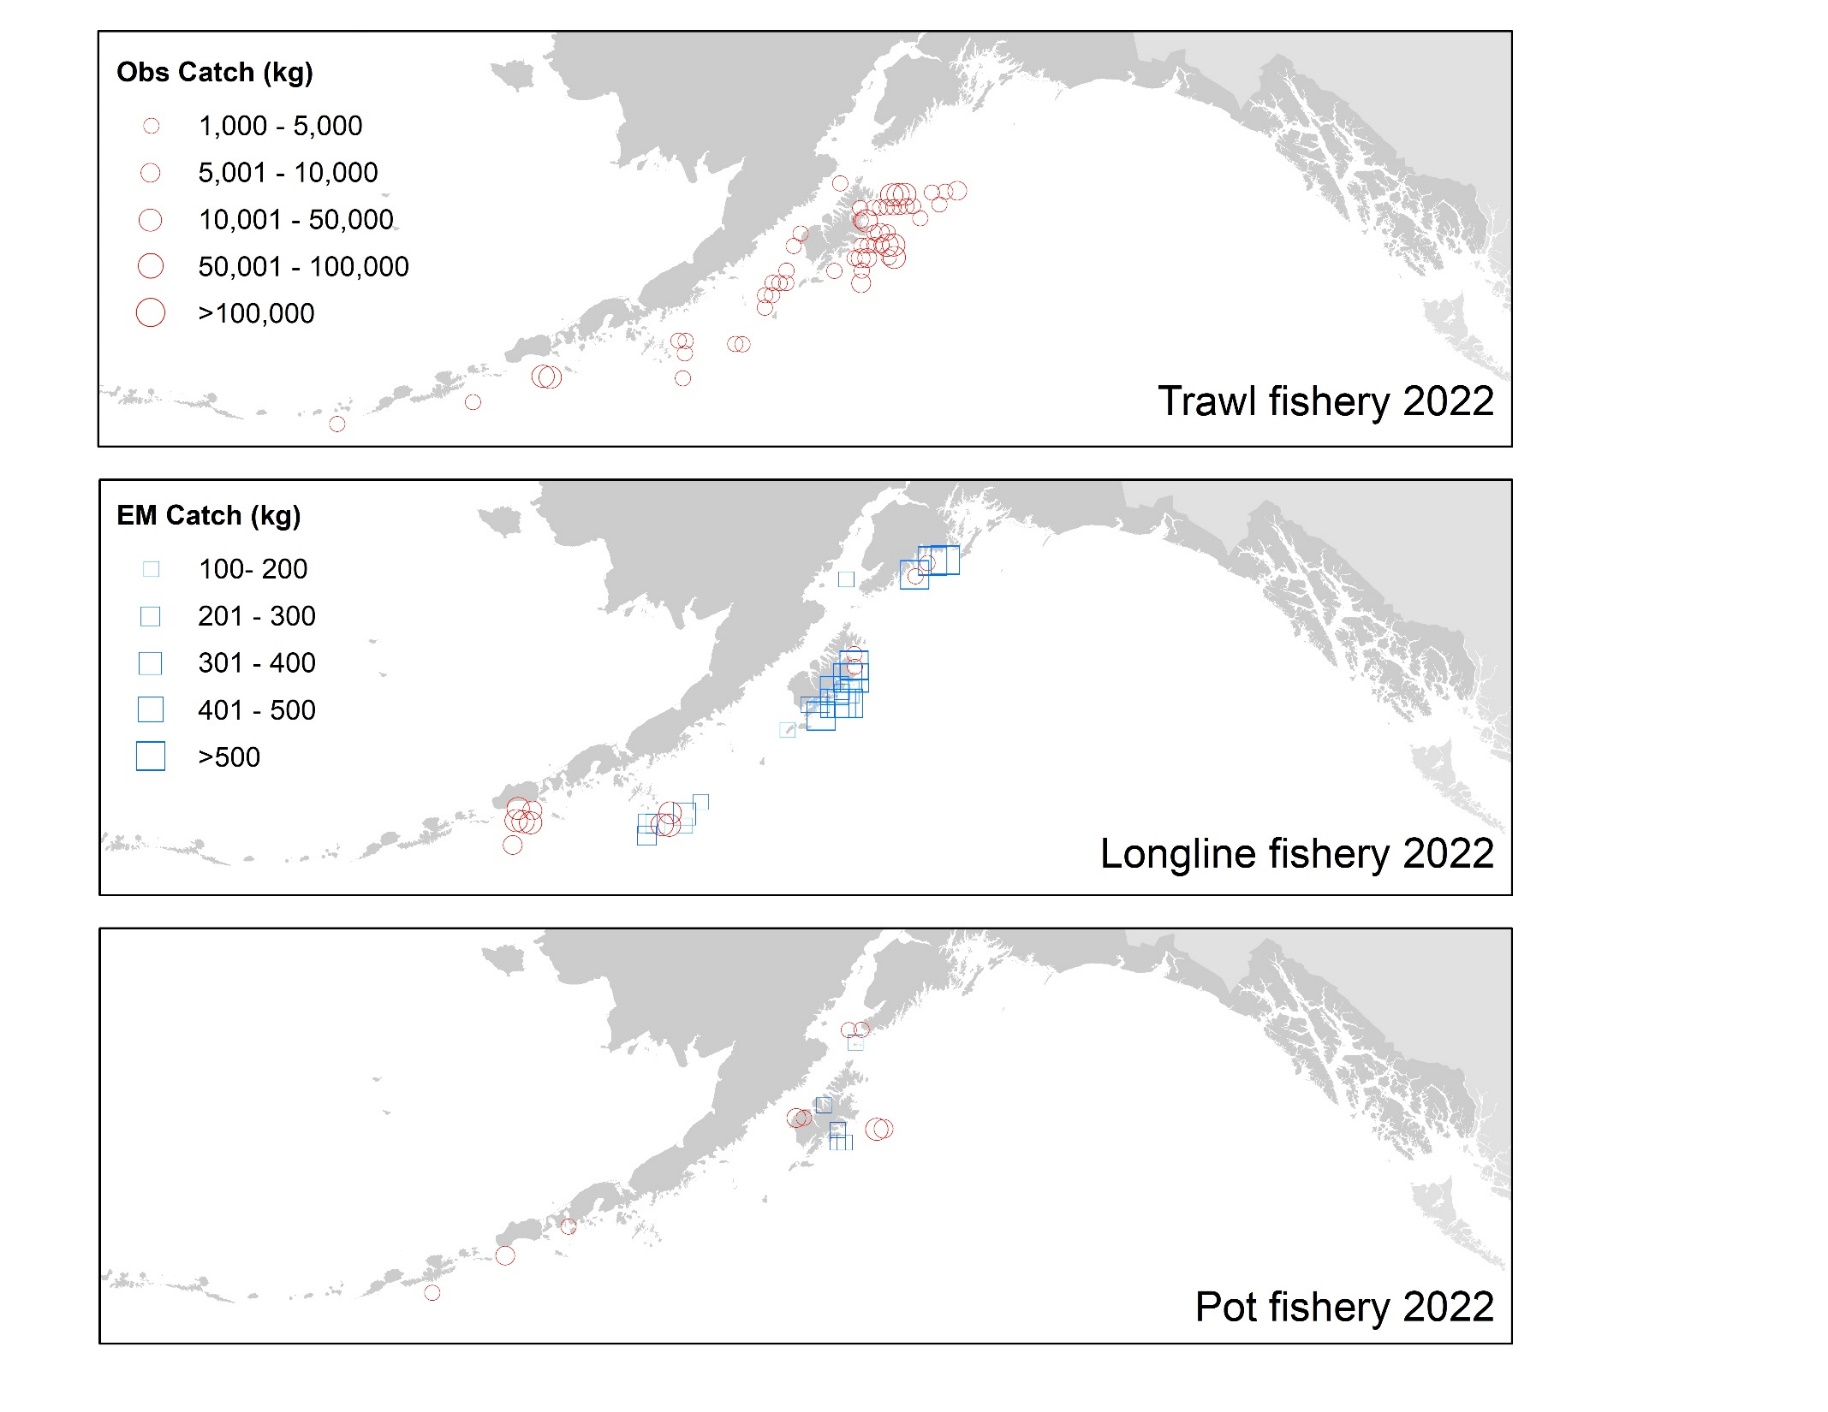 Obs Catch (kg)
1,000 - 5,000
5,001 - 10,000
10,001 - 50,000
50,001 - 100,000
>100,000
Trawl fishery 2022
EM Catch (kg)
100- 200
201 - 300
301 - 400
401 - 500
>500
Longline fishery 2022
Pot fishery 2022